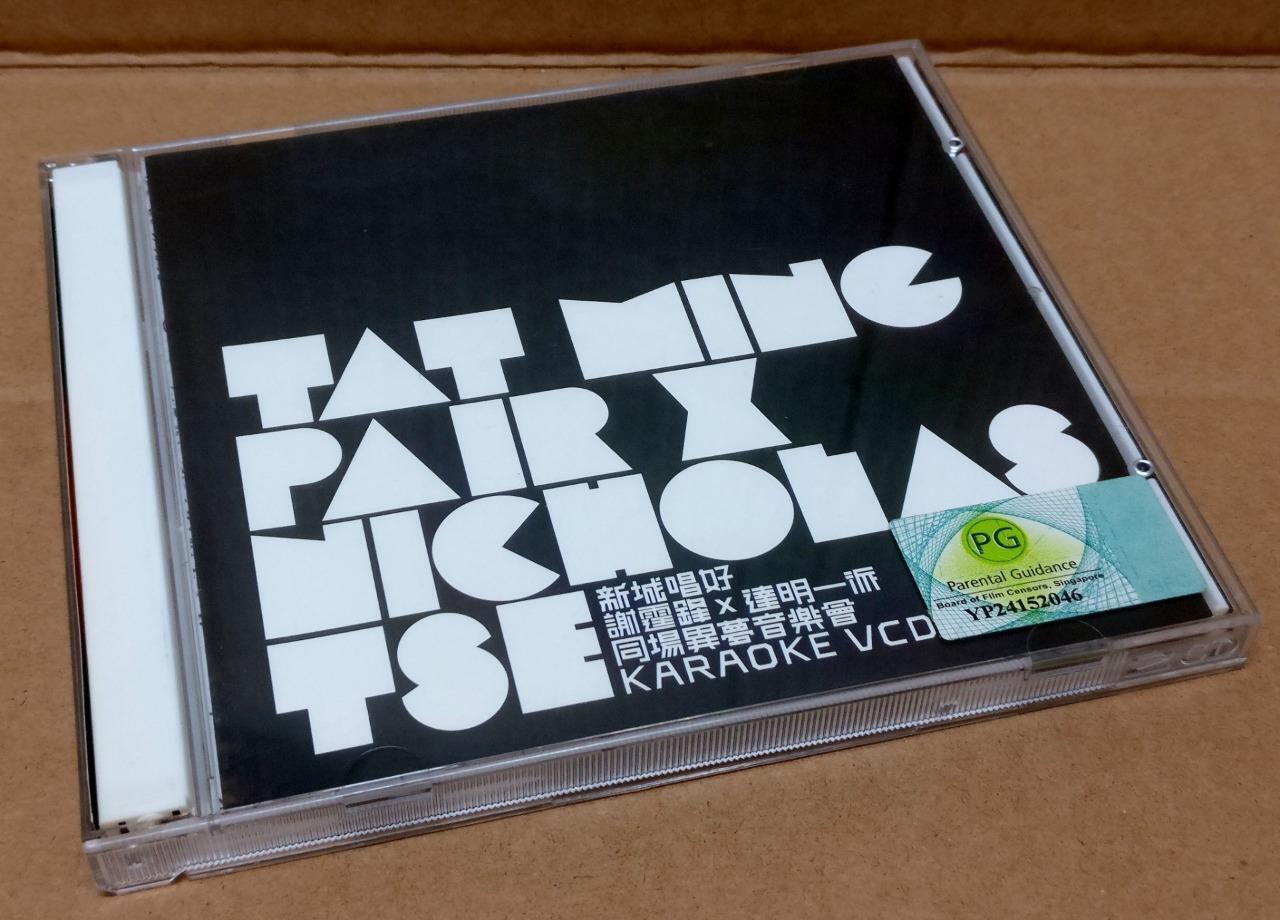 TAT MING
PAIR X
NICHOLAS
TSE
新城唱好
謝霆鋒 x 達明一派
同場異夢音樂會
KARAOKE VCD
PG
Parental Guidance
Board of Film Censors, Singapore
YP24152046